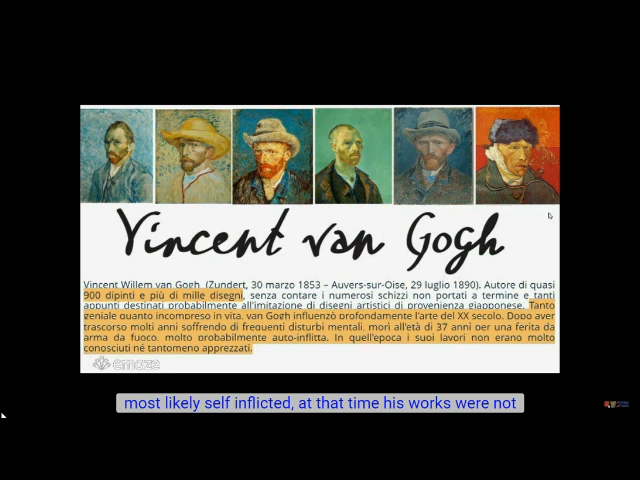 Vincent van Gogh
Vincent Willem van Gogh (Zundert, 30 marzo 1853 – Auvers-sur-Oise, 29 luglio 1890). Autore di quasi
900 dipinti e più di mille disegni, senza contare i numerosi schizzi non portati a termine e tanti
appunti destinati probabilmente all'imitazione di disegni artistici di provenienza giapponese. Tanto
geniale quanto incompreso in vita, van Gogh influenzò profondamente l'arte del XX secolo. Dopo aver
trascorso molti anni soffrendo di frequenti disturbi mentali, morì all'età di 37 anni per una ferita da
arma da fuoco, molto probabilmente auto-inflitta. In quell'epoca i suoi lavori non erano molto
conosciuti né tantomeno apprezzati.
emaze
most likely self inflicted, at that time his works were not